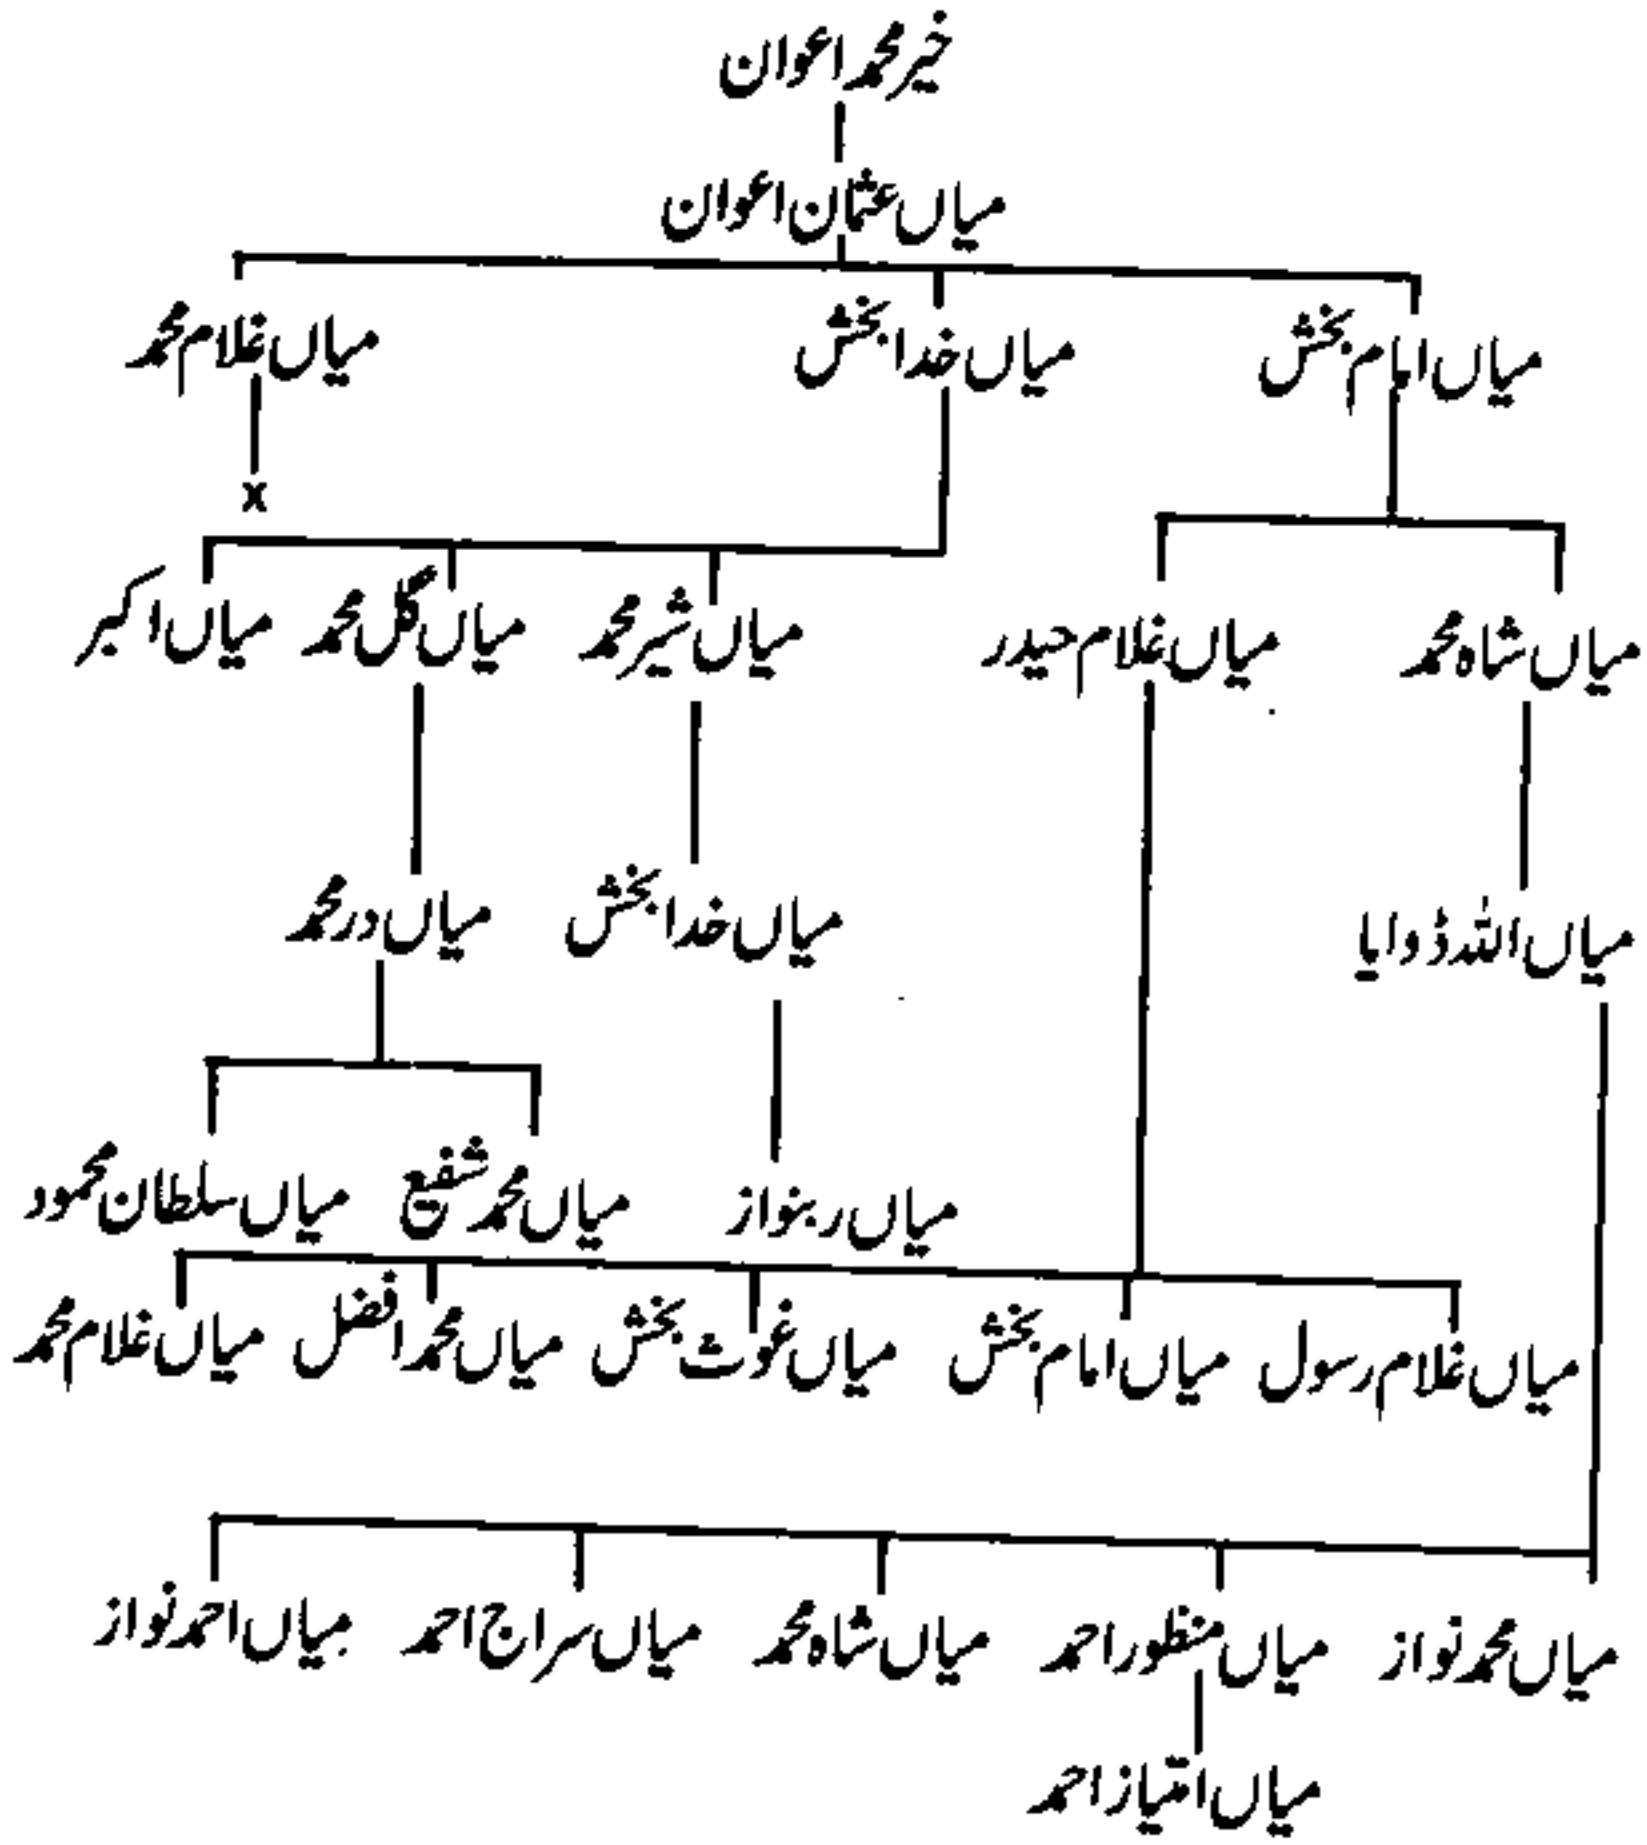 خیر محمد اعوان
میاں عثمان اعوان
میاں امام بخش میاں خدا بخش میاں غلام محمد
x
میاں شاہ محمد میاں غلام حیدر میاں شیر محمد میاں گل محمد میاں اکبر
میاں اللہ ڈوایا میاں خدا بخش میاں در محمد
میاں ربنواز میاں محمد شفیع میاں سلطان محمود
میاں غلام رسول میاں امام بخش میاں غوث بخش میاں محمد افضل میاں غلام محمد
میاں محمد نواز میاں منظور احمد میاں شاہ محمد میاں سراج احمد میاں احمد نواز
میاں امتیاز احمد